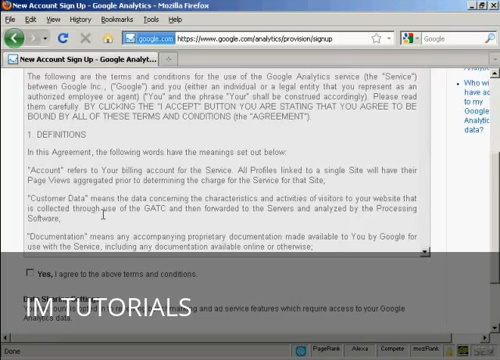 New Account Sign Up - Google Analytics - Mozilla Firefox
File Edit View History Bookmarks Tools Help
google.com https://www.google.com/analytics/provision/signup
Google
New Account Sign Up - Google Analyt...
The following are the terms and conditions for the use of the Google Analytics service (the "Service")
between Google Inc., ("Google") and you (either an individual or a legal entity that you represent as
an authorized employee or agent) ("You" and the phrase "Your" shall be construed accordingly). Please read
them carefully. BY CLICKING THE "I ACCEPT" BUTTON YOU ARE STATING THAT YOU AGREE TO BE
BOUND BY ALL OF THESE TERMS AND CONDITIONS (the "AGREEMENT").
1. DEFINITIONS
In this Agreement, the following words have the meanings set out below:
"Account" refers to Your billing account for the Service. All Profiles linked to a single Site will have their
Page Views aggregated prior to determining the charge for the Service for that Site;
"Customer Data" means the data concerning the characteristics and activities of visitors to your website that
is collected through use of the GATC and then forwarded to the Servers and analyzed by the Processing
Software;
"Documentation" means any accompanying proprietary documentation made available to You by Google for
use with the Service, including any documentation available online or otherwise;
Who wi
have ac
to my
Google
Analytic
data?
Yes, I agree to the above terms and conditions.
IM TUTORIALS
ad service features which require access to your Google
Analytics data.
Done
PageRank Alexa Compete mozRank